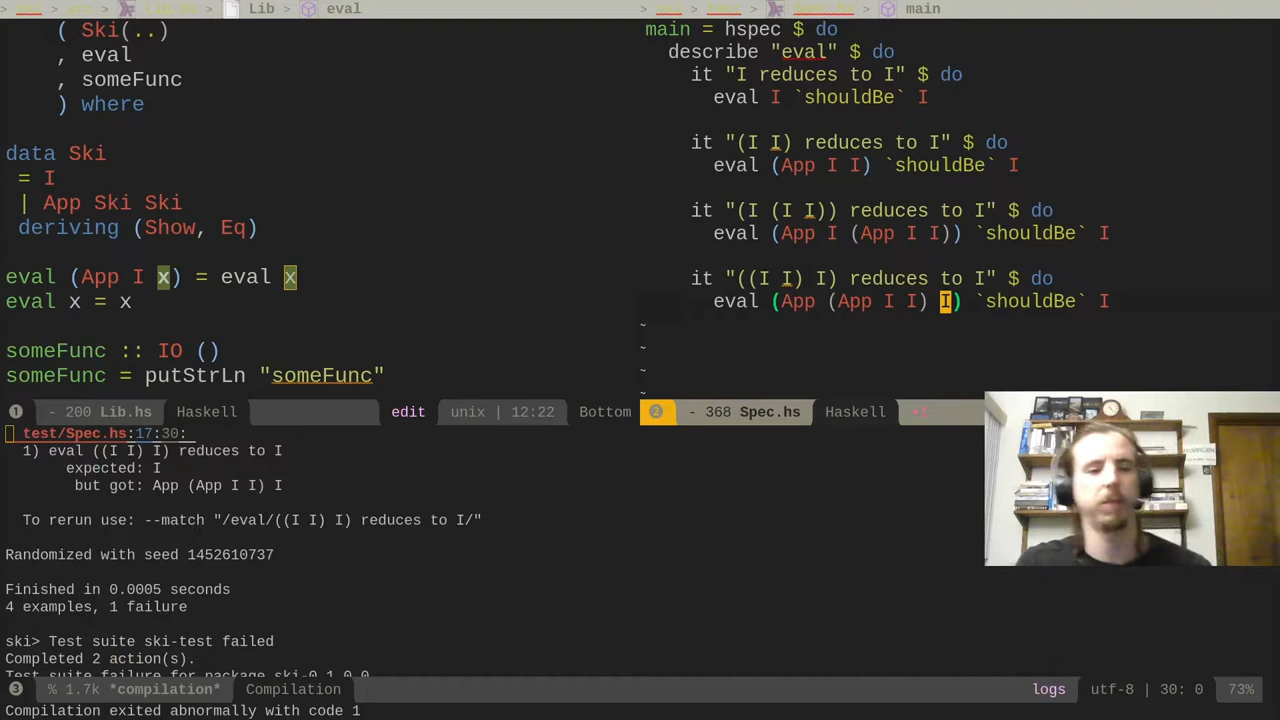 Lib > eval
( Ski(..)
, eval
, someFunc
) where
data Ski
= I
| App Ski Ski
deriving (Show, Eq)
eval (App I x) = eval x
eval x = x
someFunc :: IO ()
someFunc = putStrLn "someFunc"
1 - 200 Lib.hs Haskell edit unix | 12:22 Bottom
> main
main = hspec $ do
describe "eval" $ do
it "I reduces to I" $ do
eval I `shouldBe` I
it "(I I) reduces to I" $ do
eval (App I I) `shouldBe` I
it "(I (I I)) reduces to I" $ do
eval (App I (App I I)) `shouldBe` I
it "((I I) I) reduces to I" $ do
eval (App (App I I) I) `shouldBe` I
~
~
~
~
2 - 368 Spec.hs Haskell
test/Spec.hs:17:30:
1) eval ((I I) I) reduces to I
expected: I
but got: App (App I I) I
To rerun use: --match "/eval/((I I) I) reduces to I/"
Randomized with seed 1452610737
Finished in 0.0005 seconds
4 examples, 1 failure
ski> Test suite ski-test failed
Completed 2 action(s).
Test suite failure for package ski-0.1.0.0
3 % 1.7k *compilation* Compilation logs utf-8 | 30: 0 73%
Compilation exited abnormally with code 1